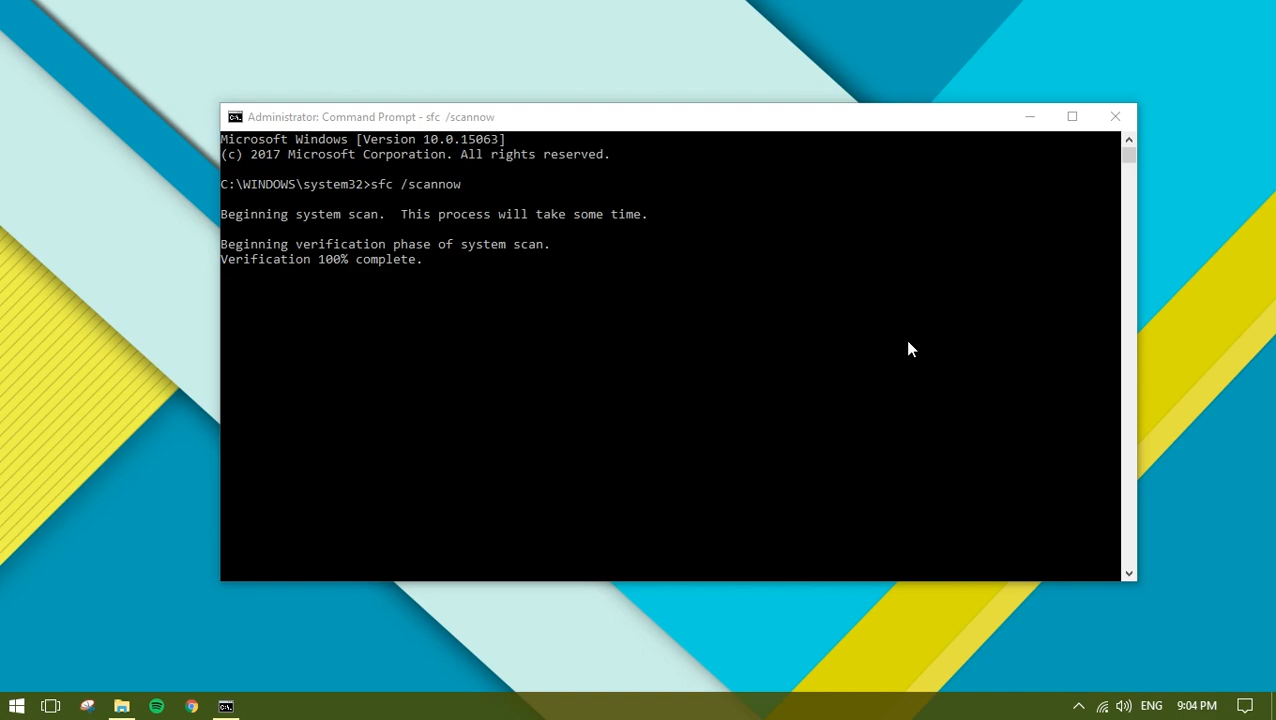 Administrator: Command Prompt - sfc  /scannow
Microsoft Windows [Version 10.0.15063]
(c) 2017 Microsoft Corporation. All rights reserved.
C:\WINDOWS\system32>sfc /scannow
Beginning system scan.  This process will take some time.
Beginning verification phase of system scan.
Verification 100% complete.
ENG 9:04 PM